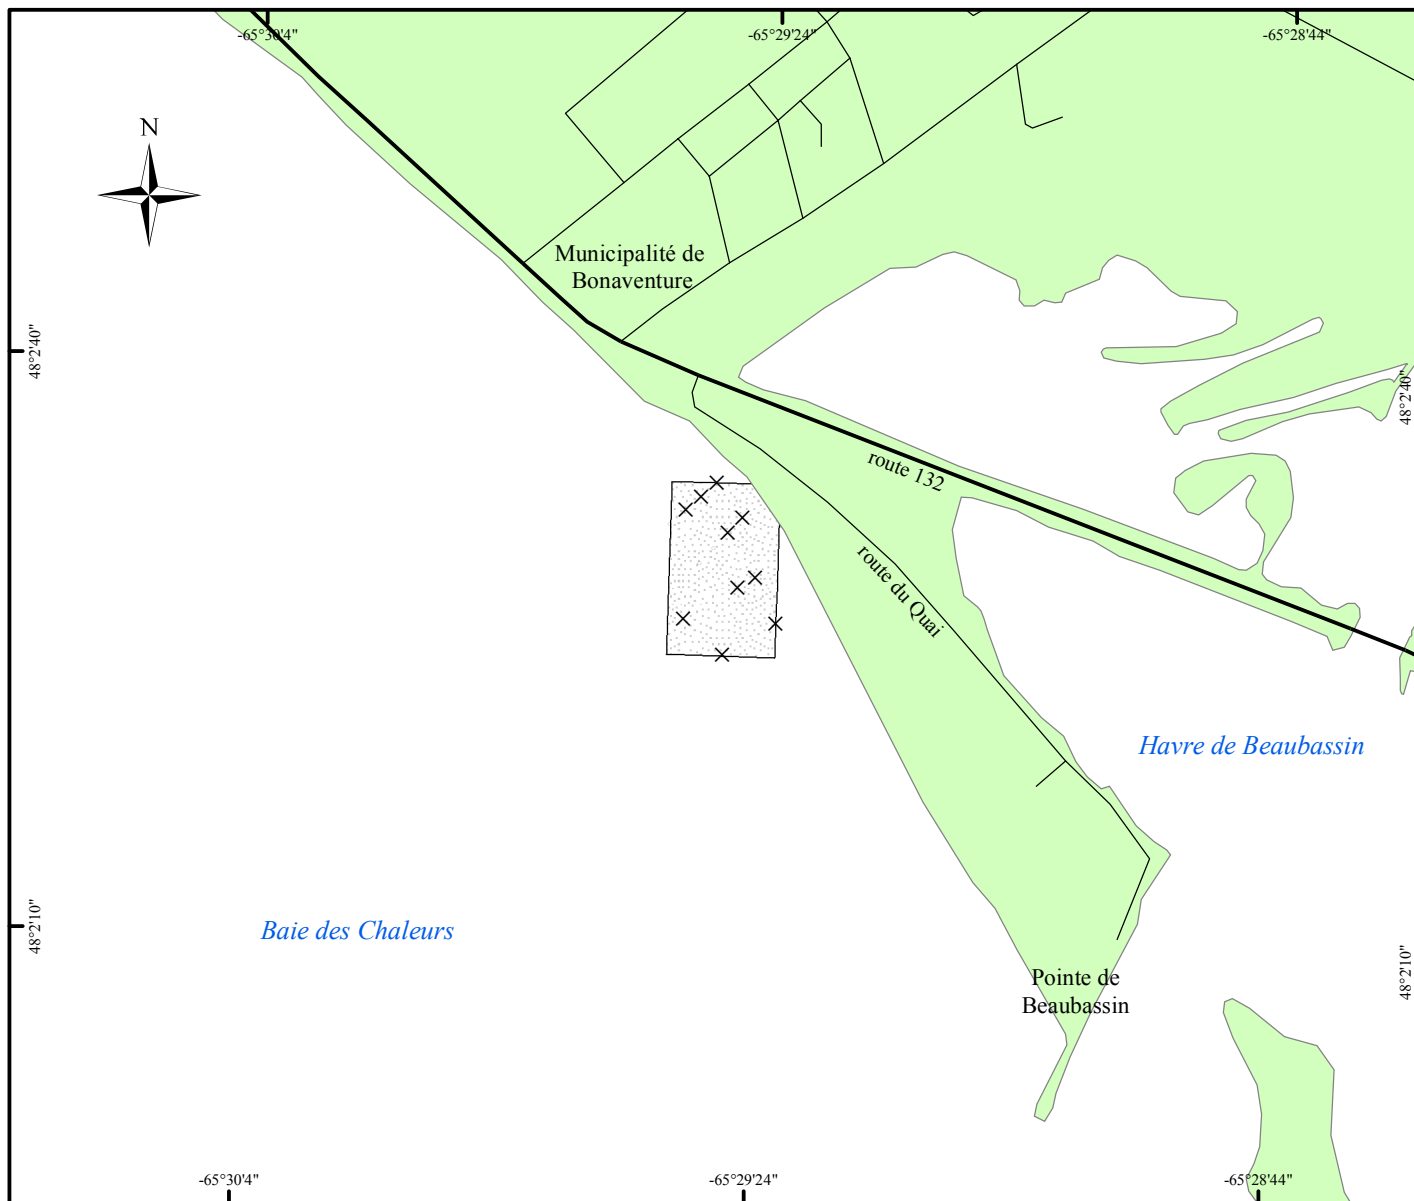 -65°30'4"
-65°29'24"
-65°28'44"
N
Municipalité de
Bonaventure
48°2'40"
48°2'40"
route 132
route du Quai
Havre de Beaubassin
Baie des Chaleurs
48°2'10"
48°2'10"
Pointe de
Beaubassin
-65°30'4"
-65°29'24"
-65°28'44"